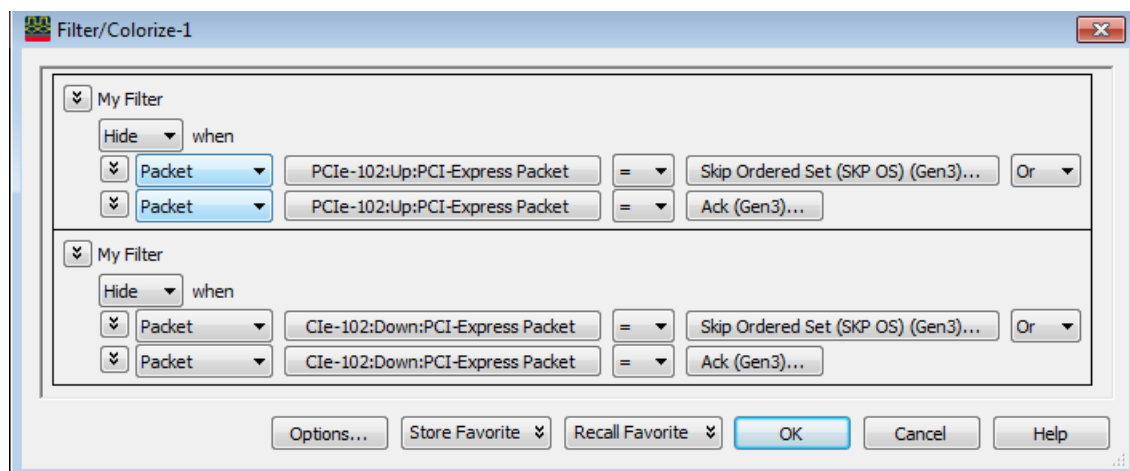 Filter/Colorize-1
My Filter
Hide when
Packet PCIe-102:Up:PCI-Express Packet = Skip Ordered Set (SKP OS) (Gen3)... Or
Packet PCIe-102:Up:PCI-Express Packet = Ack (Gen3)...
My Filter
Hide when
Packet CIe-102:Down:PCI-Express Packet = Skip Ordered Set (SKP OS) (Gen3)... Or
Packet CIe-102:Down:PCI-Express Packet = Ack (Gen3)...
Options... Store Favorite Recall Favorite OK Cancel Help